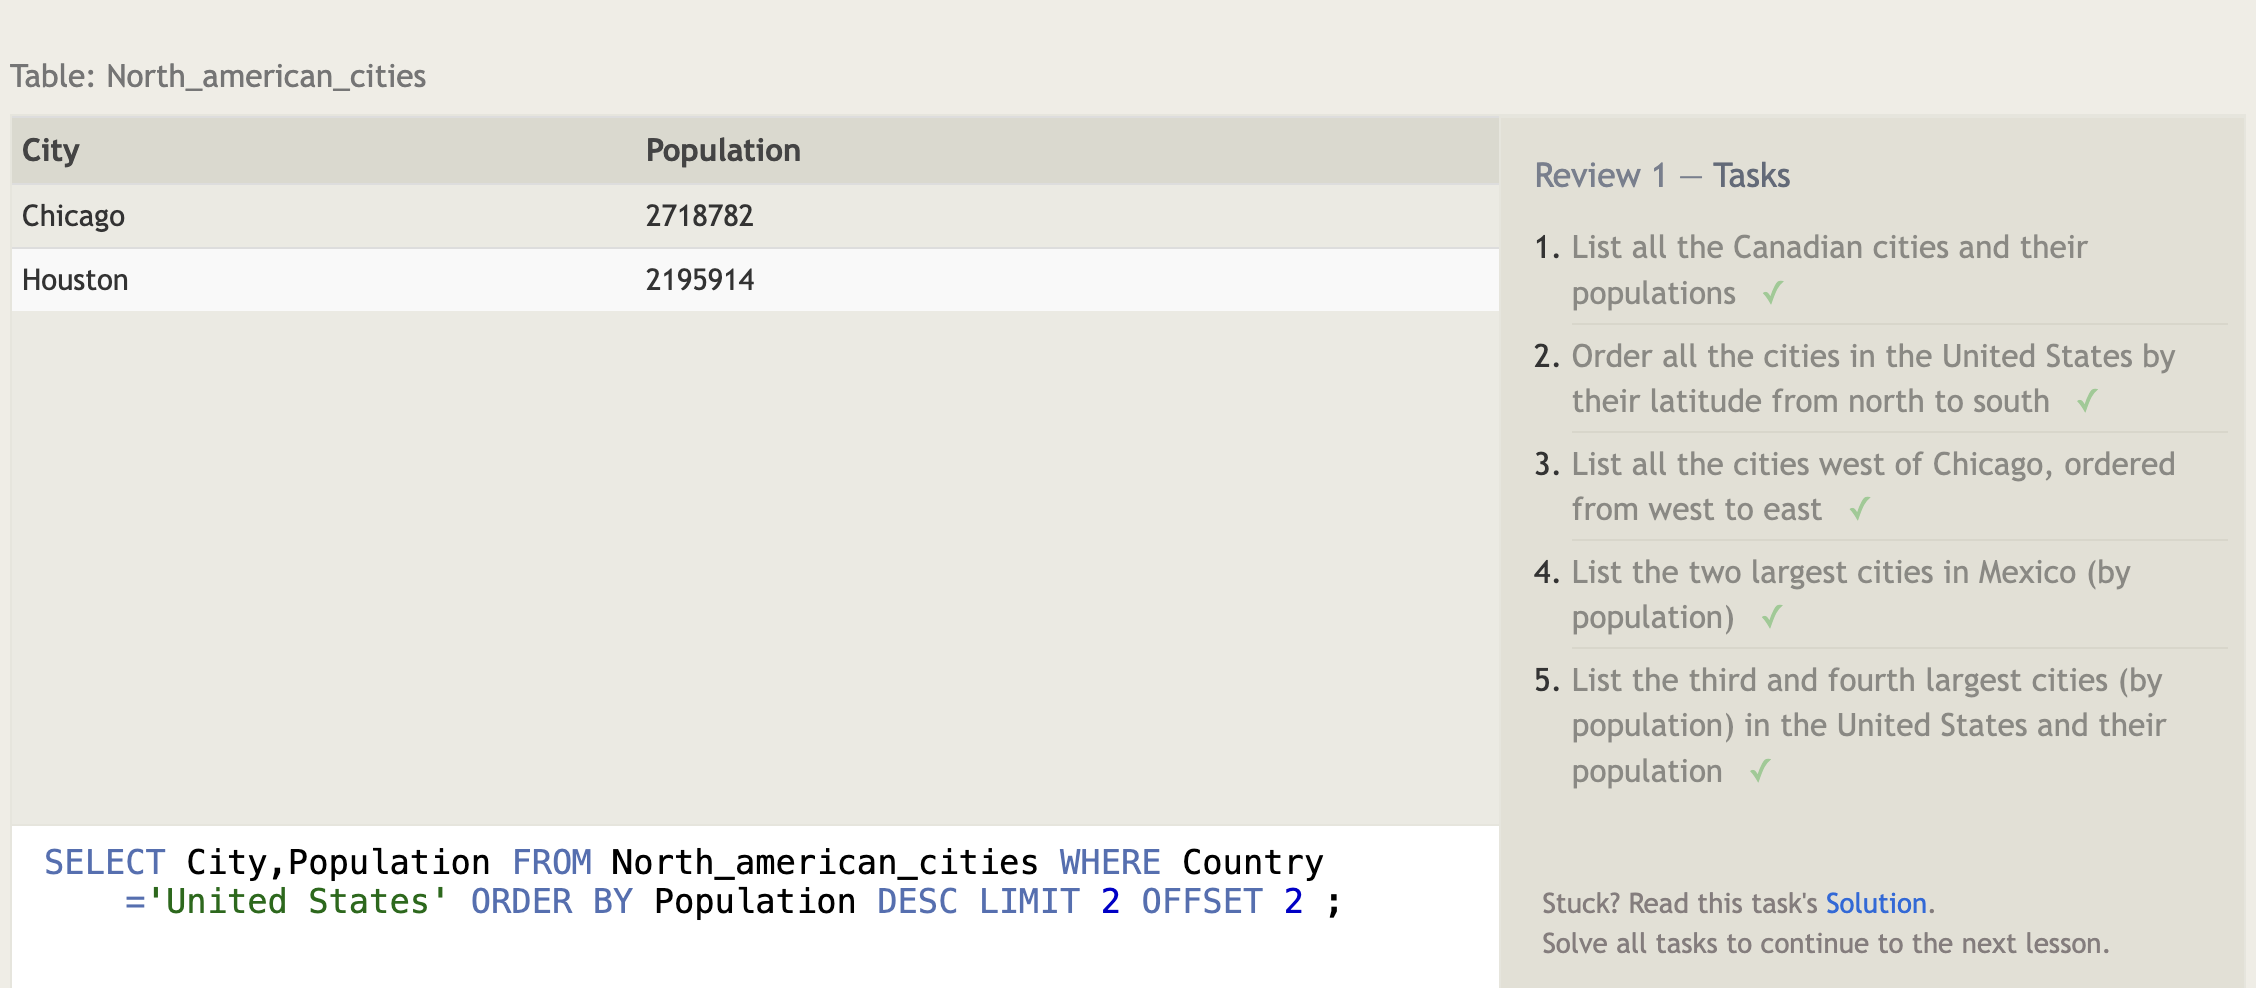 Table: North_american_cities
City Population
Chicago 2718782
Houston 2195914
SELECT City,Population FROM North_american_cities WHERE Country
='United States' ORDER BY Population DESC LIMIT 2 OFFSET 2 ;
Review 1 — Tasks
1. List all the Canadian cities and their
populations ✓
2. Order all the cities in the United States by
their latitude from north to south ✓
3. List all the cities west of Chicago, ordered
from west to east ✓
4. List the two largest cities in Mexico (by
population) ✓
5. List the third and fourth largest cities (by
population) in the United States and their
population ✓
Stuck? Read this task's Solution.
Solve all tasks to continue to the next lesson.